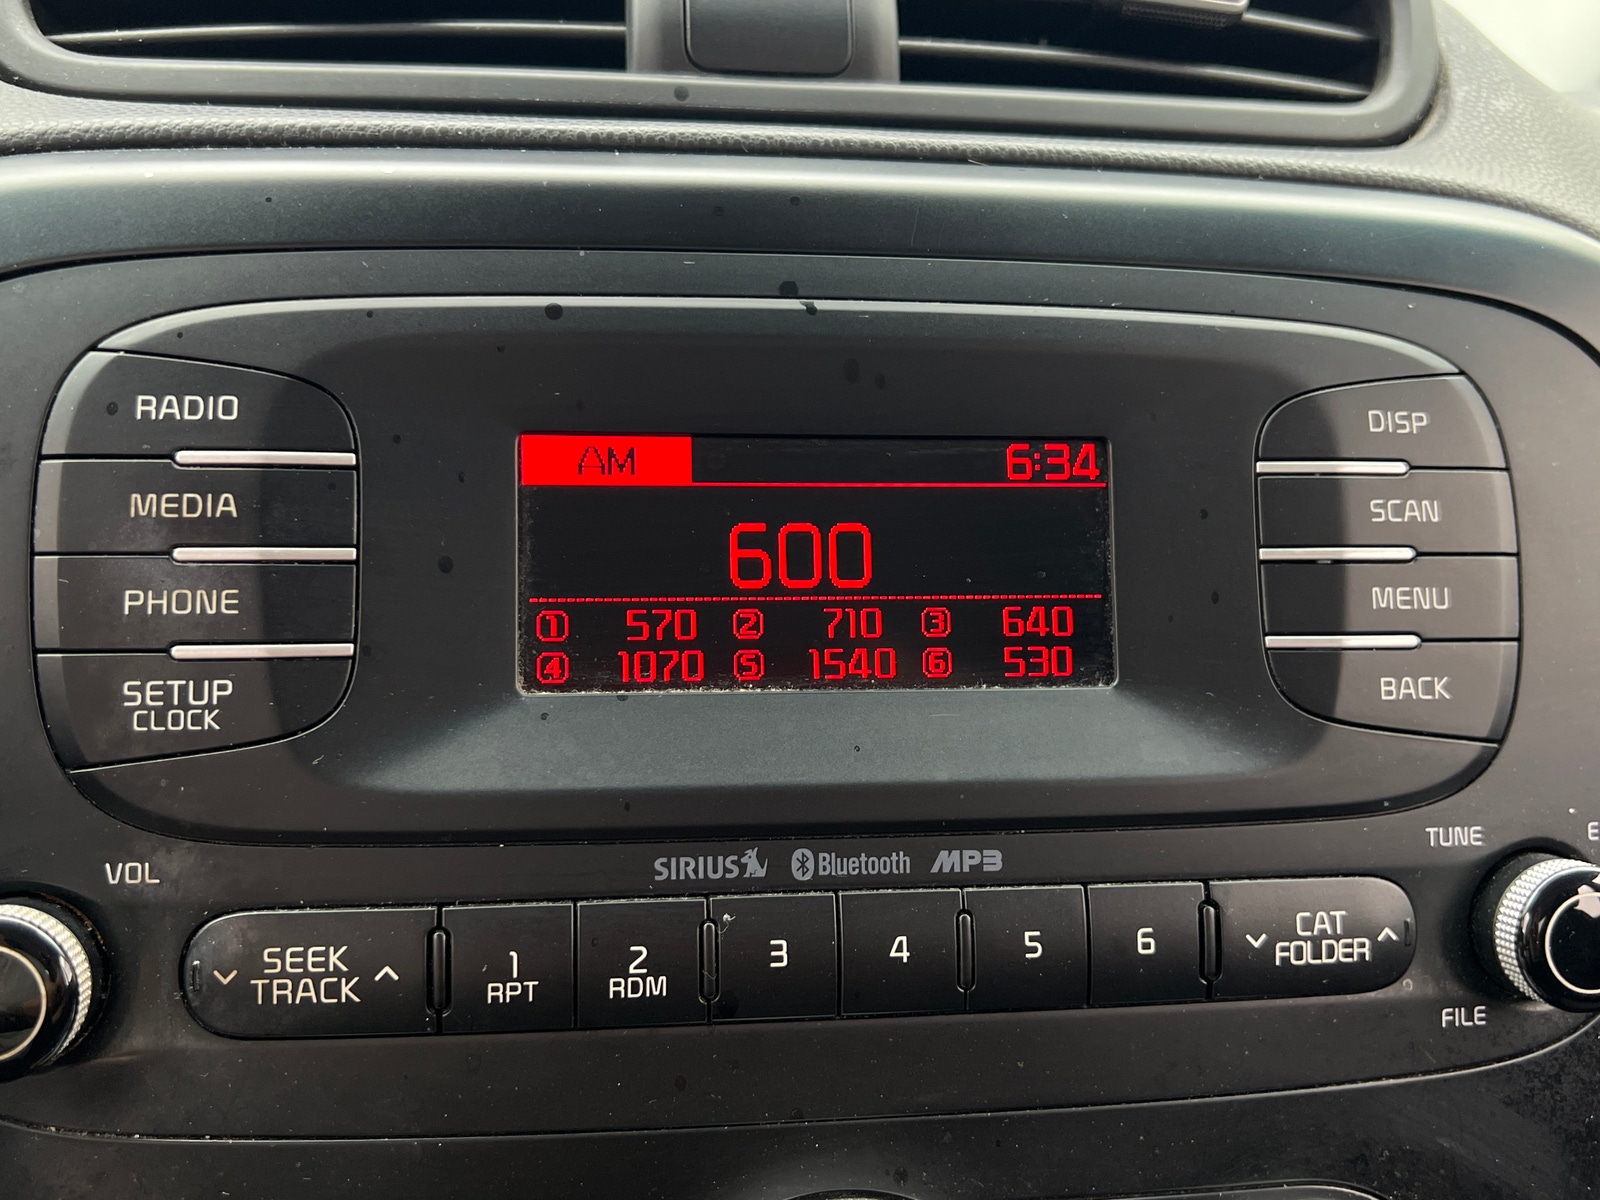 RADIO
MEDIA
PHONE
SETUP
CLOCK
AM 6:34
600
1 570 2 710 3 640
4 1070 5 1540 6 530
DISP
SCAN
MENU
BACK
VOL
SIRIUS Bluetooth MP3
TUNE
SEEK
TRACK
1
RPT
2
RDM
3
4
5
6
CAT
FOLDER
FILE